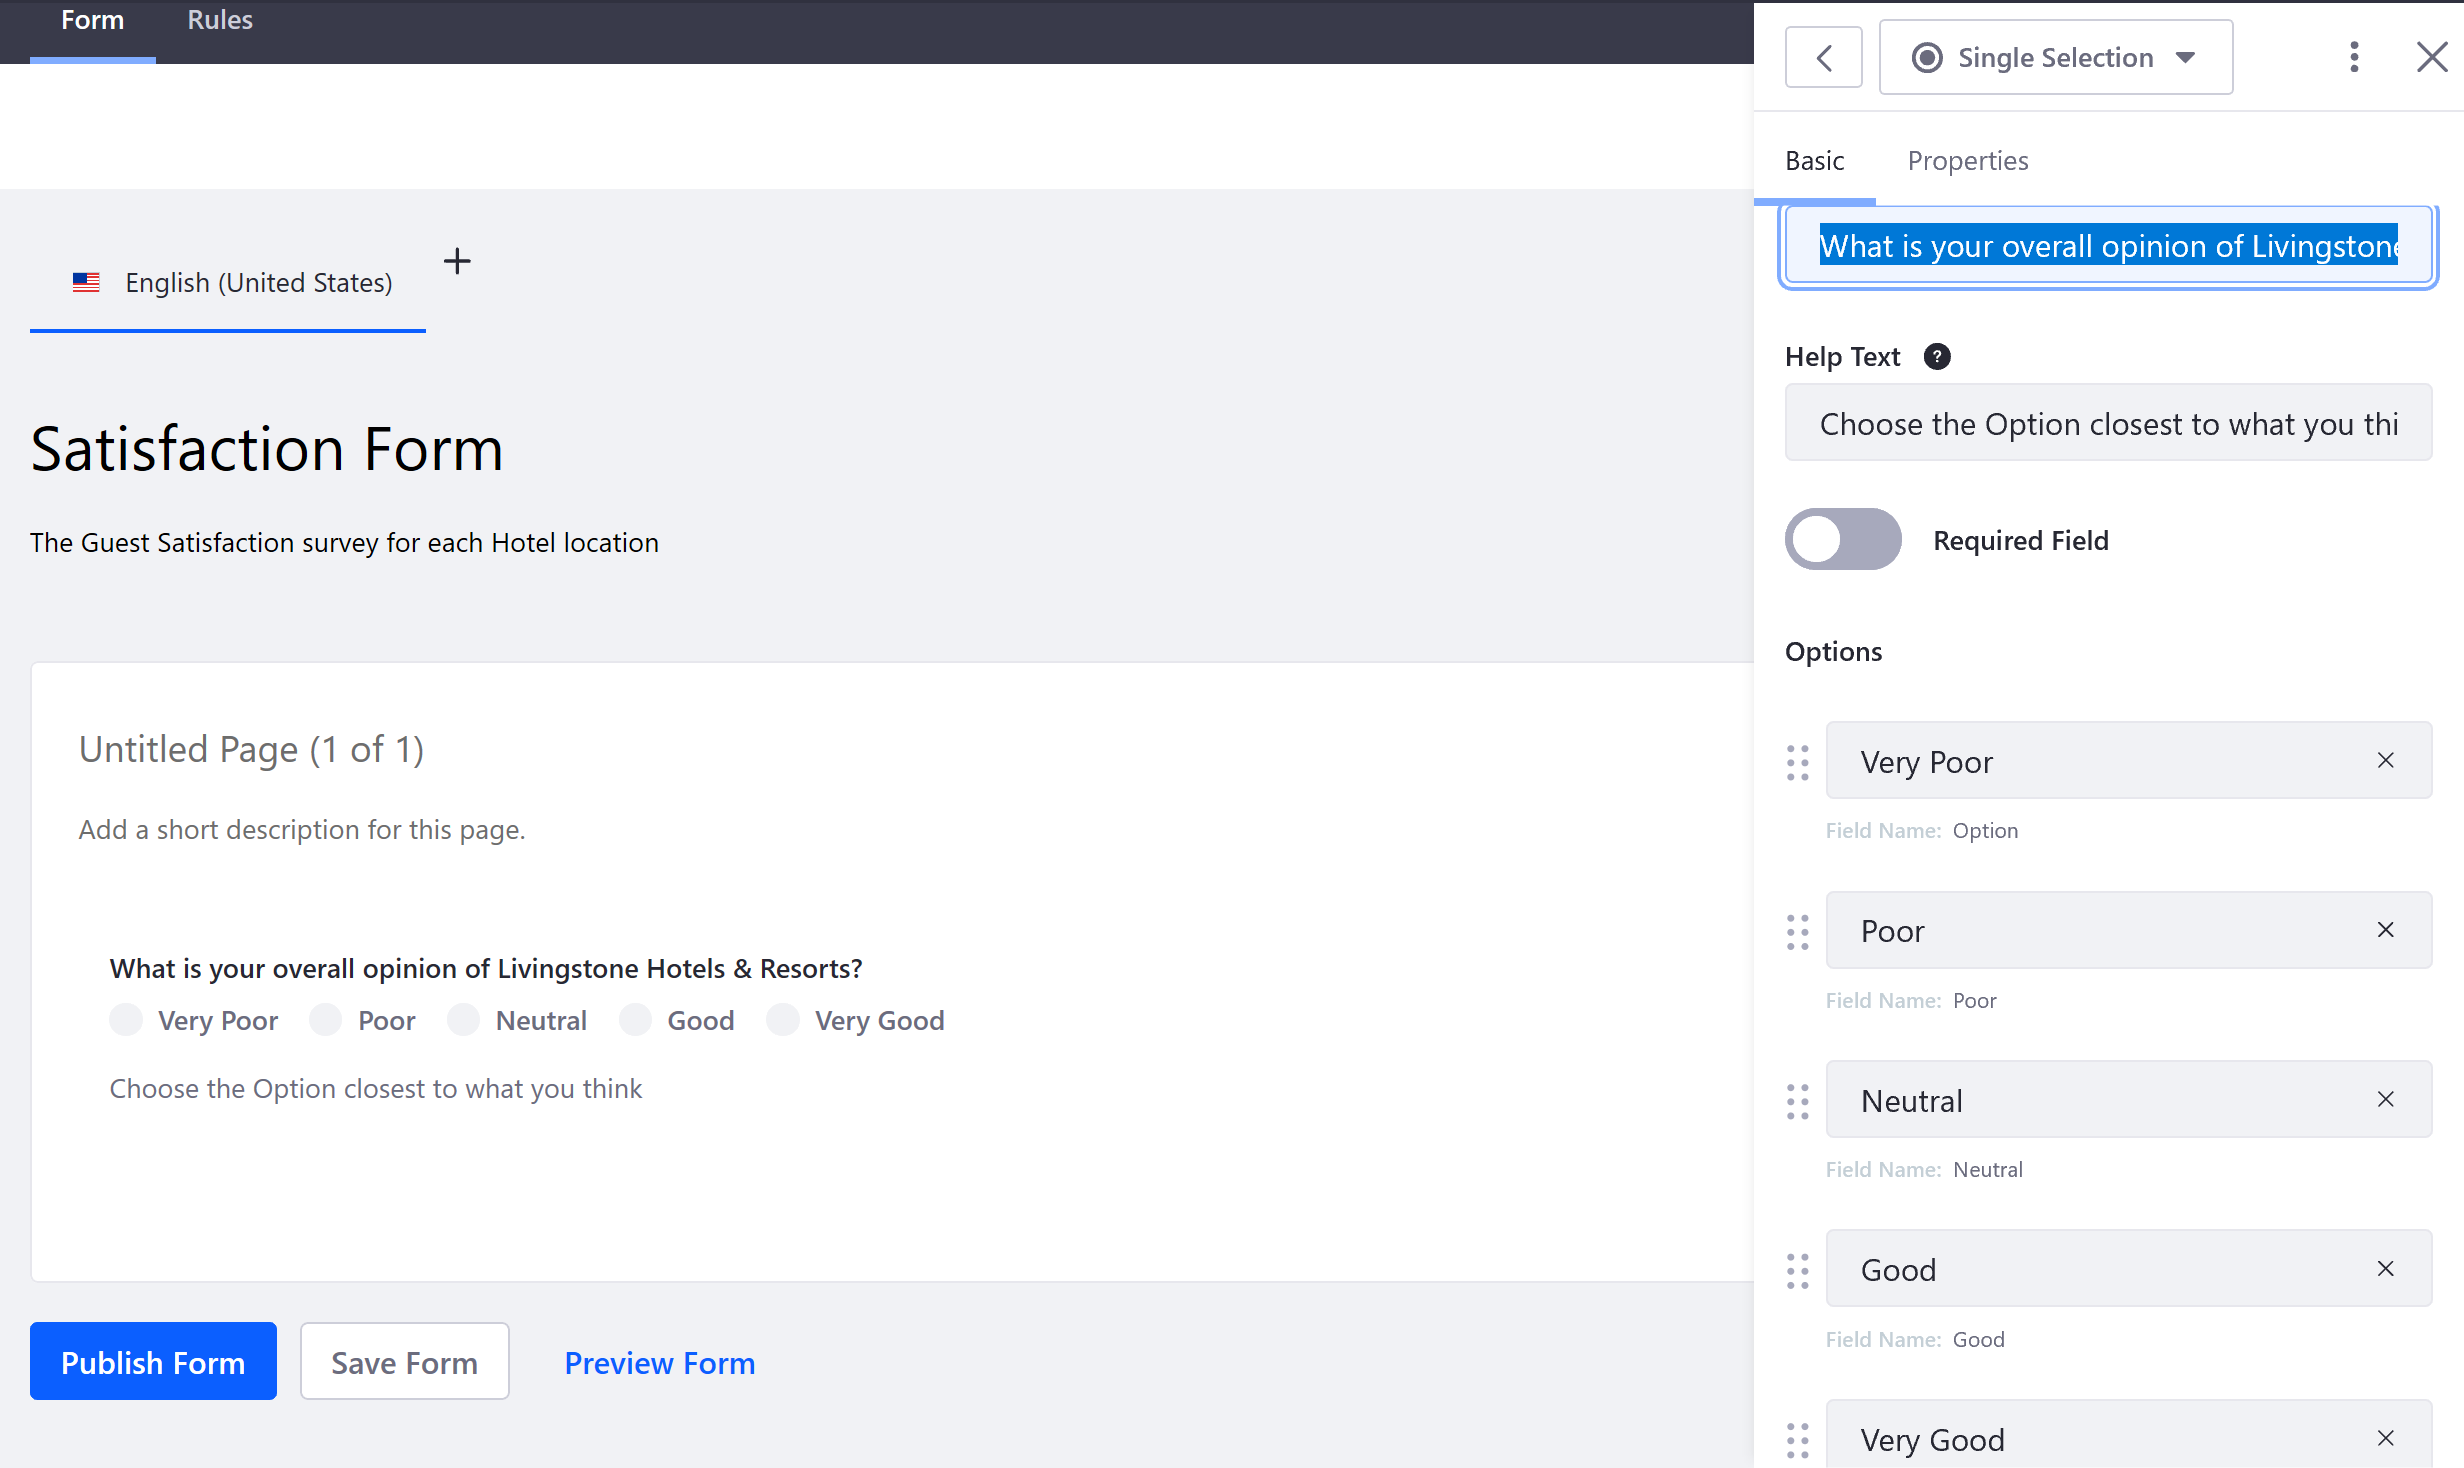 Form Rules
Single Selection
Basic Properties
What is your overall opinion of Livingstone
English (United States)
Help Text ?
Choose the Option closest to what you thi
Satisfaction Form
The Guest Satisfaction survey for each Hotel location
Required Field
Options
Untitled Page (1 of 1)
Add a short description for this page.
What is your overall opinion of Livingstone Hotels & Resorts?
Very Poor Poor Neutral Good Very Good
Choose the Option closest to what you think
Publish Form Save Form Preview Form
Very Poor
Field Name: Option
Poor
Field Name: Poor
Neutral
Field Name: Neutral
Good
Field Name: Good
Very Good